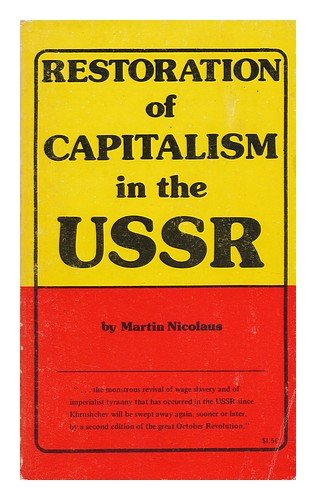 RESTORATION
of
CAPITALISM
in the
USSR
by Martin Nicolaus
". . . the monstrous revival of wage slavery and of
imperialist tyranny that has occurred in the USSR since
Khrushchev will be swept away again, sooner or later,
by a second edition of the great October Revolution."
$1.50